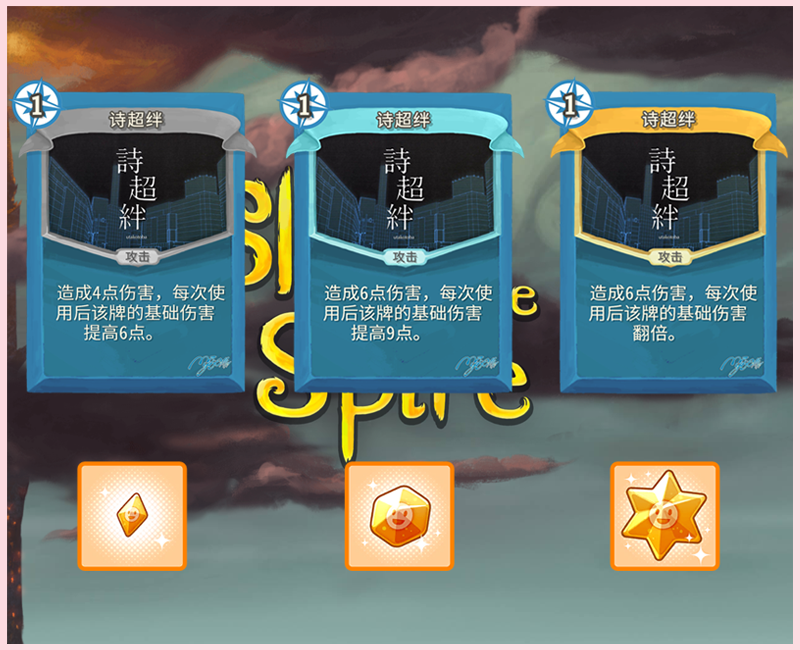 1
诗超绊
詩
超
絆
攻击
造成4点伤害，每次使
用后该牌的基础伤害
提高6点。
1
诗超绊
詩
超
絆
攻击
造成6点伤害，每次使
用后该牌的基础伤害
提高9点。
1
诗超绊
詩
超
絆
攻击
造成6点伤害，每次使
用后该牌的基础伤害
翻倍。
Sl e
Spire